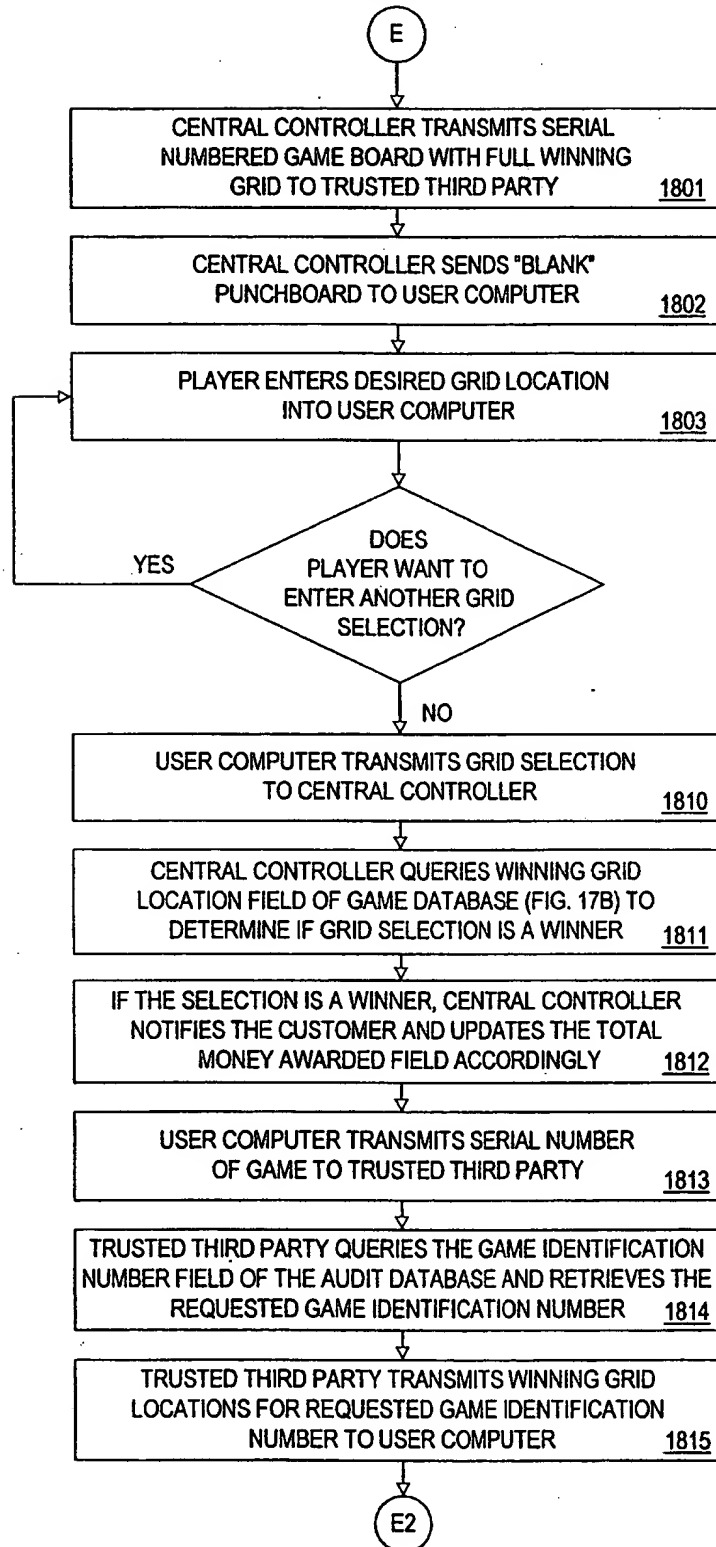 E
CENTRAL CONTROLLER TRANSMITS SERIAL
NUMBERED GAME BOARD WITH FULL WINNING
GRID TO TRUSTED THIRD PARTY
1801
CENTRAL CONTROLLER SENDS "BLANK"
PUNCHBOARD TO USER COMPUTER
1802
PLAYER ENTERS DESIRED GRID LOCATION
INTO USER COMPUTER
1803
DOES
PLAYER WANT TO
ENTER ANOTHER GRID
SELECTION?
YES
NO
USER COMPUTER TRANSMITS GRID SELECTION
TO CENTRAL CONTROLLER
1810
CENTRAL CONTROLLER QUERIES WINNING GRID
LOCATION FIELD OF GAME DATABASE (FIG. 17B) TO
DETERMINE IF GRID SELECTION IS A WINNER
1811
IF THE SELECTION IS A WINNER, CENTRAL CONTROLLER
NOTIFIES THE CUSTOMER AND UPDATES THE TOTAL
MONEY AWARDED FIELD ACCORDINGLY
1812
USER COMPUTER TRANSMITS SERIAL NUMBER
OF GAME TO TRUSTED THIRD PARTY
1813
TRUSTED THIRD PARTY QUERIES THE GAME IDENTIFICATION
NUMBER FIELD OF THE AUDIT DATABASE AND RETRIEVES THE
REQUESTED GAME IDENTIFICATION NUMBER
1814
TRUSTED THIRD PARTY TRANSMITS WINNING GRID
LOCATIONS FOR REQUESTED GAME IDENTIFICATION
NUMBER TO USER COMPUTER
1815
E2